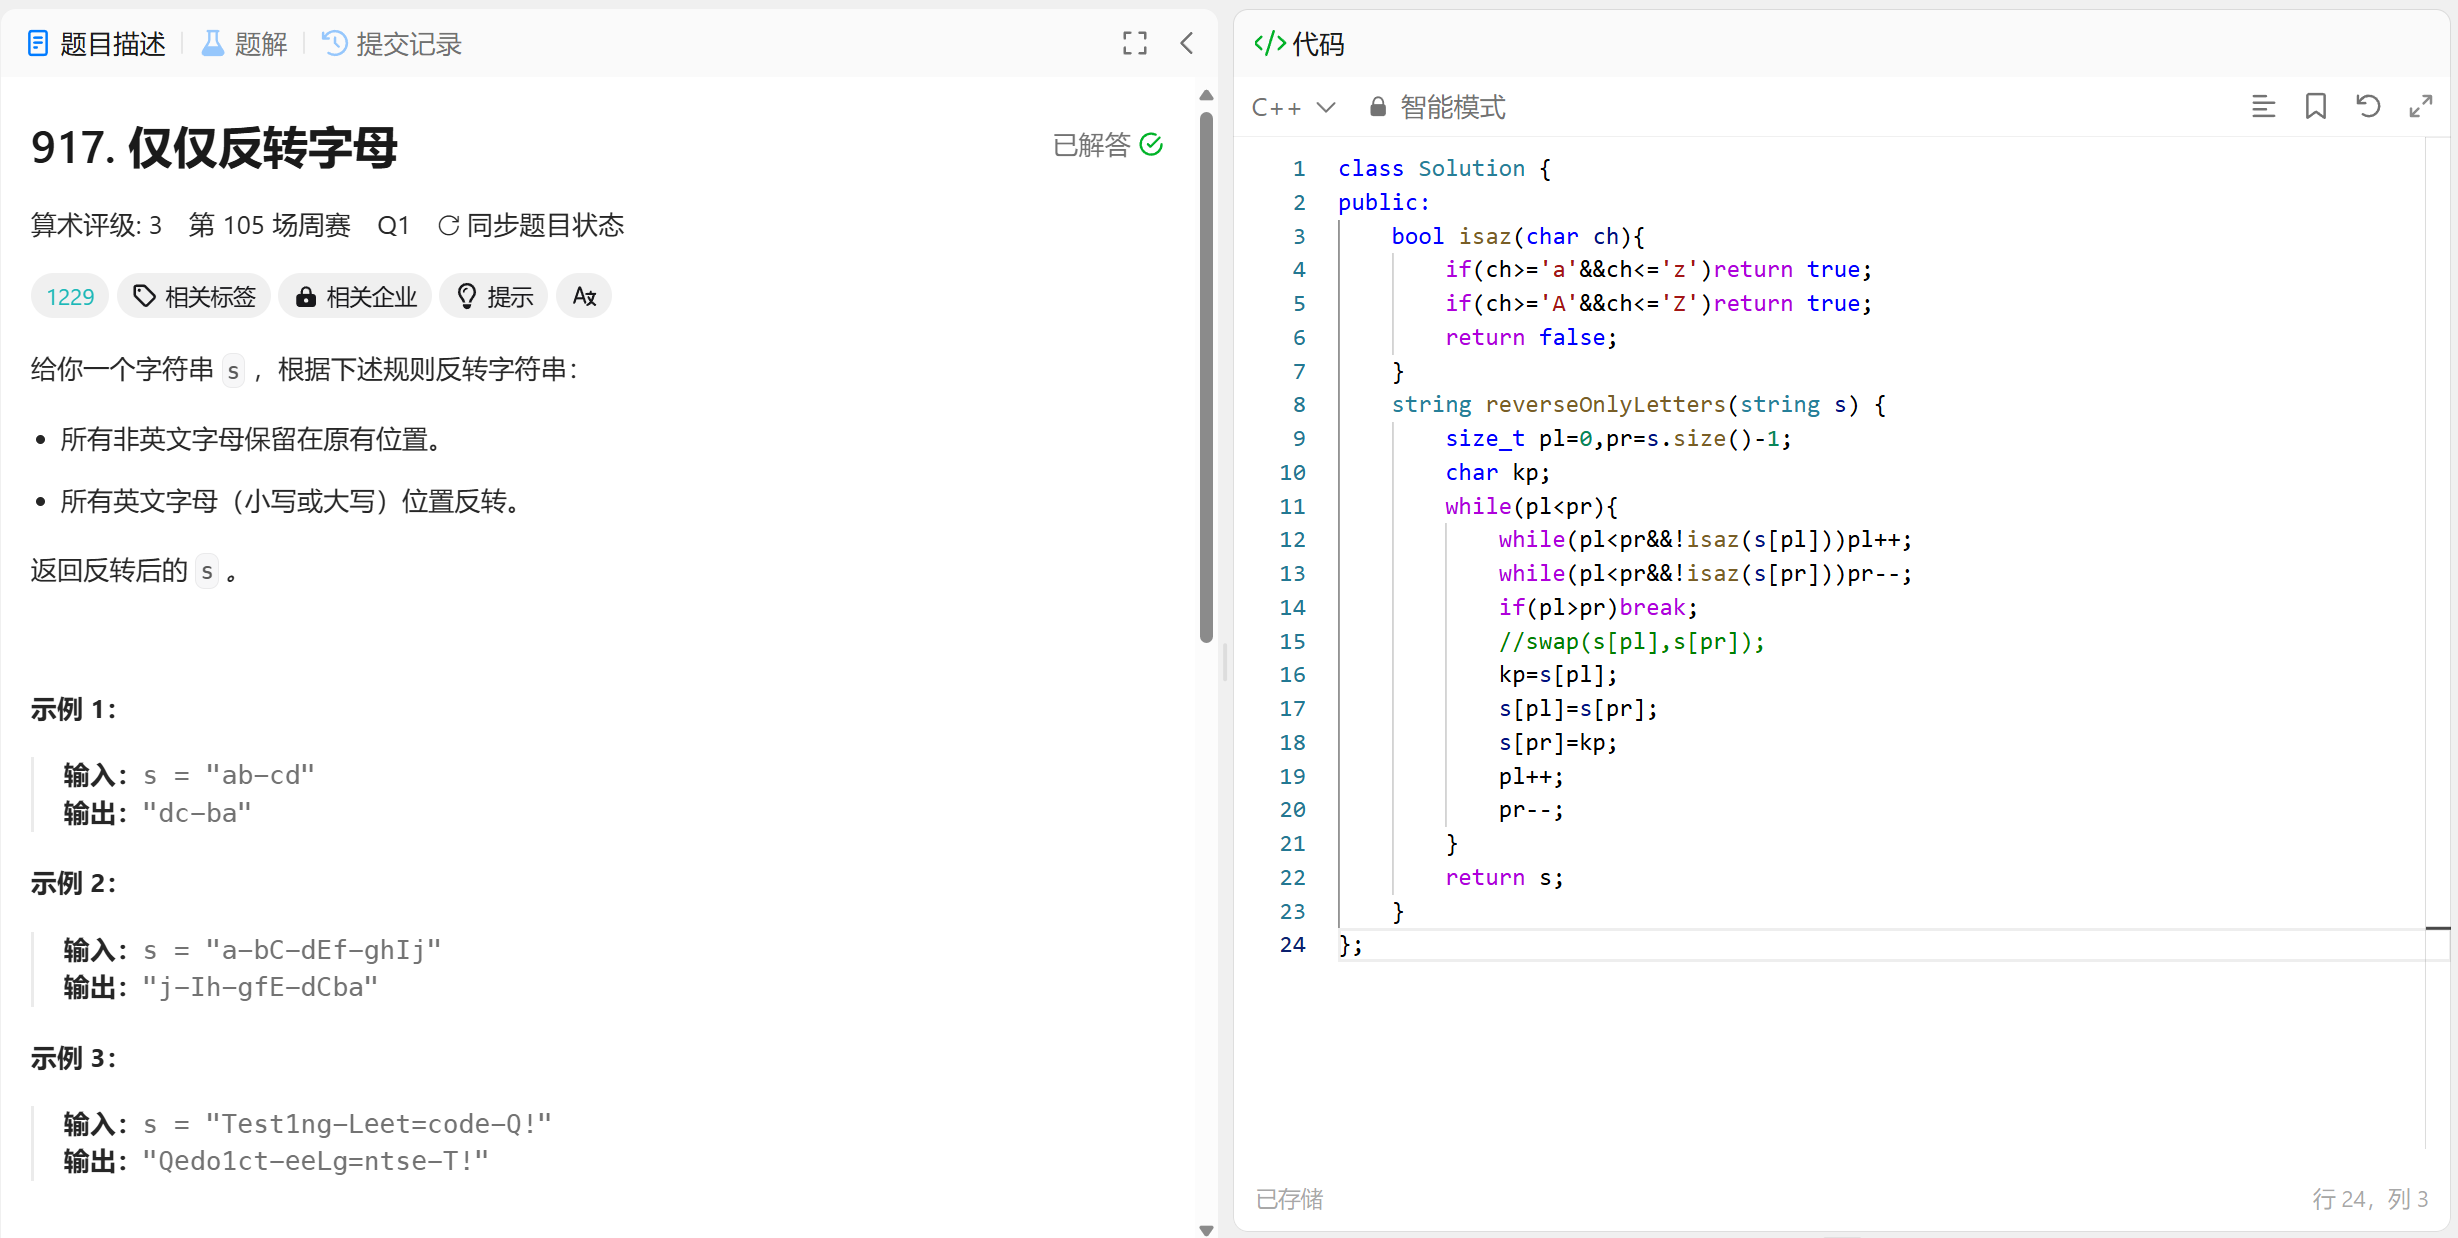 题目描述 题解 提交记录
917. 仅仅反转字母
已解答
算术评级: 3 第 105 场周赛 Q1 同步题目状态
1229 相关标签 相关企业 提示
给你一个字符串 s ，根据下述规则反转字符串：
• 所有非英文字母保留在原有位置。
• 所有英文字母（小写或大写）位置反转。
返回反转后的 s 。
示例 1：
输入：s = "ab-cd"
输出："dc-ba"
示例 2：
输入：s = "a-bC-dEf-ghIj"
输出："j-Ih-gfE-dCba"
示例 3：
输入：s = "Test1ng-Leet=code-Q!"
输出："Qedo1ct-eeLg=ntse-T!"
</> 代码
C++ 智能模式
1 class Solution {
2 public:
3     bool isaz(char ch){
4         if(ch>='a'&&ch<='z')return true;
5         if(ch>='A'&&ch<='Z')return true;
6         return false;
7     }
8     string reverseOnlyLetters(string s) {
9         size_t pl=0,pr=s.size()-1;
10         char kp;
11         while(pl<pr){
12             while(pl<pr&&!isaz(s[pl]))pl++;
13             while(pl<pr&&!isaz(s[pr]))pr--;
14             if(pl>pr)break;
15             //swap(s[pl],s[pr]);
16             kp=s[pl];
17             s[pl]=s[pr];
18             s[pr]=kp;
19             pl++;
20             pr--;
21         }
22         return s;
23     }
24 };
已存储
行 24，列 3